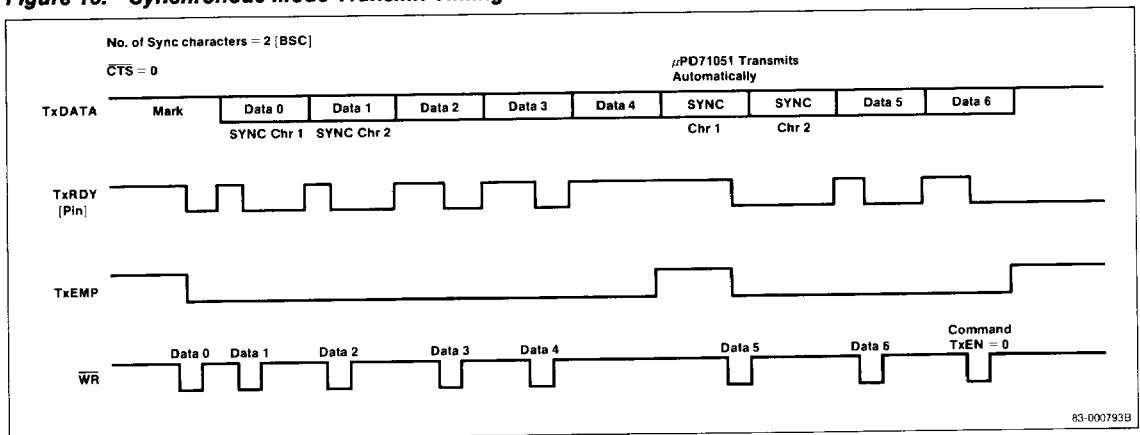 Figure 15. Synchronous Mode Transmit Timing
No. of Sync characters = 2 [BSC]
C̅T̅S̅ = 0
μPD71051 Transmits
Automatically
TxDATA Mark Data 0 Data 1 Data 2 Data 3 Data 4 SYNC SYNC Data 5 Data 6
SYNC Chr 1 SYNC Chr 2 Chr 1 Chr 2
TxRDY
[Pin]
TxEMP
Command
Data 0 Data 1 Data 2 Data 3 Data 4 Data 5 Data 6 TxEN = 0
W̅R̅
83-000793B